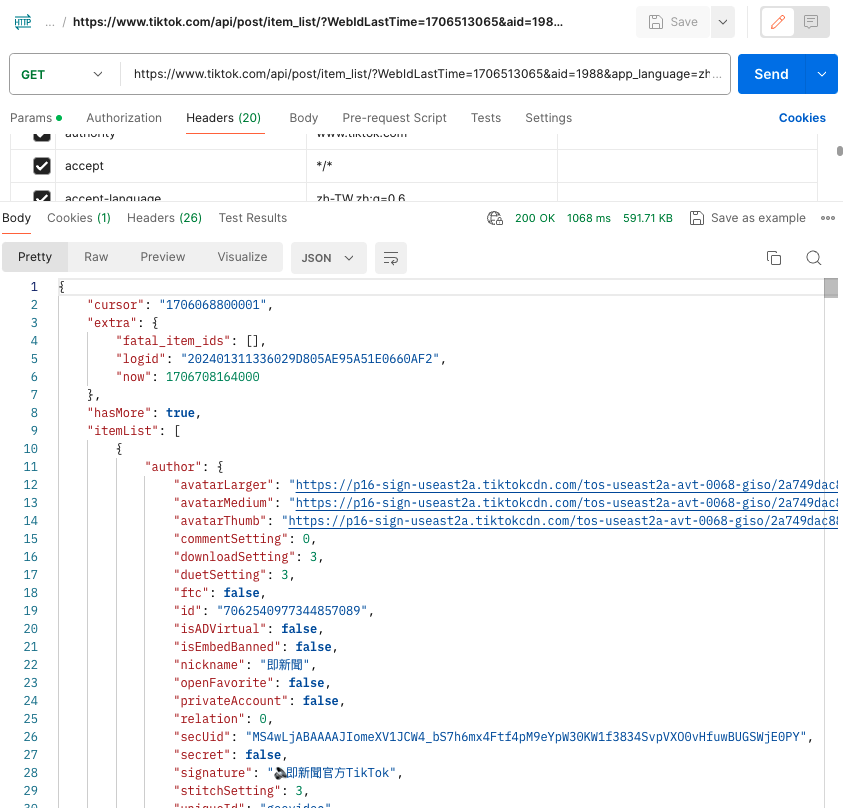 HTTP ... / https://www.tiktok.com/api/post/item_list/?WebIdLastTime=1706513065&aid=198... Save
GET https://www.tiktok.com/api/post/item_list/?WebIdLastTime=1706513065&aid=1988&app_language=zh... Send
Params Authorization Headers (20) Body Pre-request Script Tests Settings Cookies
authority www.tiktok.com
accept */*
accept-language zh-TW,zh;q=0.6
Body Cookies (1) Headers (26) Test Results 200 OK 1068 ms 591.71 KB Save as example
Pretty Raw Preview Visualize JSON
1 {
2 "cursor": "1706068800001",
3 "extra": {
4 "fatal_item_ids": [],
5 "logid": "202401311336029D805AE95A51E0660AF2",
6 "now": 1706708164000
7 },
8 "hasMore": true,
9 "itemList": [
10 {
11 "author": {
12 "avatarLarger": "https://p16-sign-useast2a.tiktokcdn.com/tos-useast2a-avt-0068-giso/2a749dac8
13 "avatarMedium": "https://p16-sign-useast2a.tiktokcdn.com/tos-useast2a-avt-0068-giso/2a749dac8
14 "avatarThumb": "https://p16-sign-useast2a.tiktokcdn.com/tos-useast2a-avt-0068-giso/2a749dac88
15 "commentSetting": 0,
16 "downloadSetting": 3,
17 "duetSetting": 3,
18 "ftc": false,
19 "id": "7062540977344857089",
20 "isADVirtual": false,
21 "isEmbedBanned": false,
22 "nickname": "即新聞",
23 "openFavorite": false,
24 "privateAccount": false,
25 "relation": 0,
26 "secUid": "MS4wLjABAAAAJIomeXV1JCW4_bS7h6mx4Ftf4pM9eYpW30KW1f3834SvpVXO0vHfuwBUGSWjE0PY",
27 "secret": false,
28 "signature": "🔊即新聞官方TikTok",
29 "stitchSetting": 3,
30 "uniqueId": "goovideo"